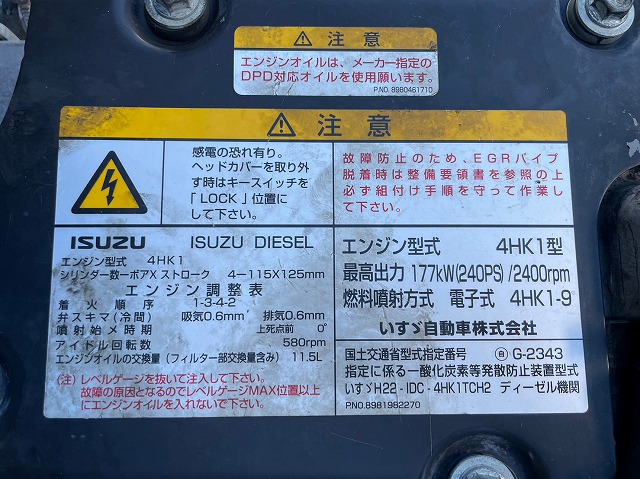 ⚠ 注意
エンジンオイルは、メーカー指定の
DPD対応オイルを使用願います。
P.NO. 8980461710
⚠ 注意
感電の恐れ有り。
ヘッドカバーを取り外
す時はキースイッチを
「LOCK」位置に
して下さい。
故障防止のため、EGRパイプ
脱着時は整備要領書を参照の上
必ず組付け手順を守って作業し
て下さい。
ISUZU ISUZU DIESEL
エンジン型式 4HK1
シリンダー数ーボアXストローク 4ー115X125mm
エンジン調整表
着火順序 1-3-4-2
弁スキマ(冷間) 吸気0.6mm 排気0.6mm
噴射始メ時期 上死点前 0°
アイドル回転数 580rpm
エンジンオイルの交換量(フィルター部交換量含み) 11.5L
(注)レベルゲージを抜いて注入して下さい。
故障の原因となるのでレベルゲージMAX位置以上
にエンジンオイルを入れないで下さい。
エンジン型式 4HK1型
最高出力 177kW(240PS)/2400rpm
燃料噴射方式 電子式 4HK1-9
いすゞ自動車株式会社
国土交通省型式指定番号 G-2343
指定に係る一酸化炭素等発散防止装置型式
いすゞH22-IDC-4HK1TCH2 ディーゼル機関
P.NO.8981982270